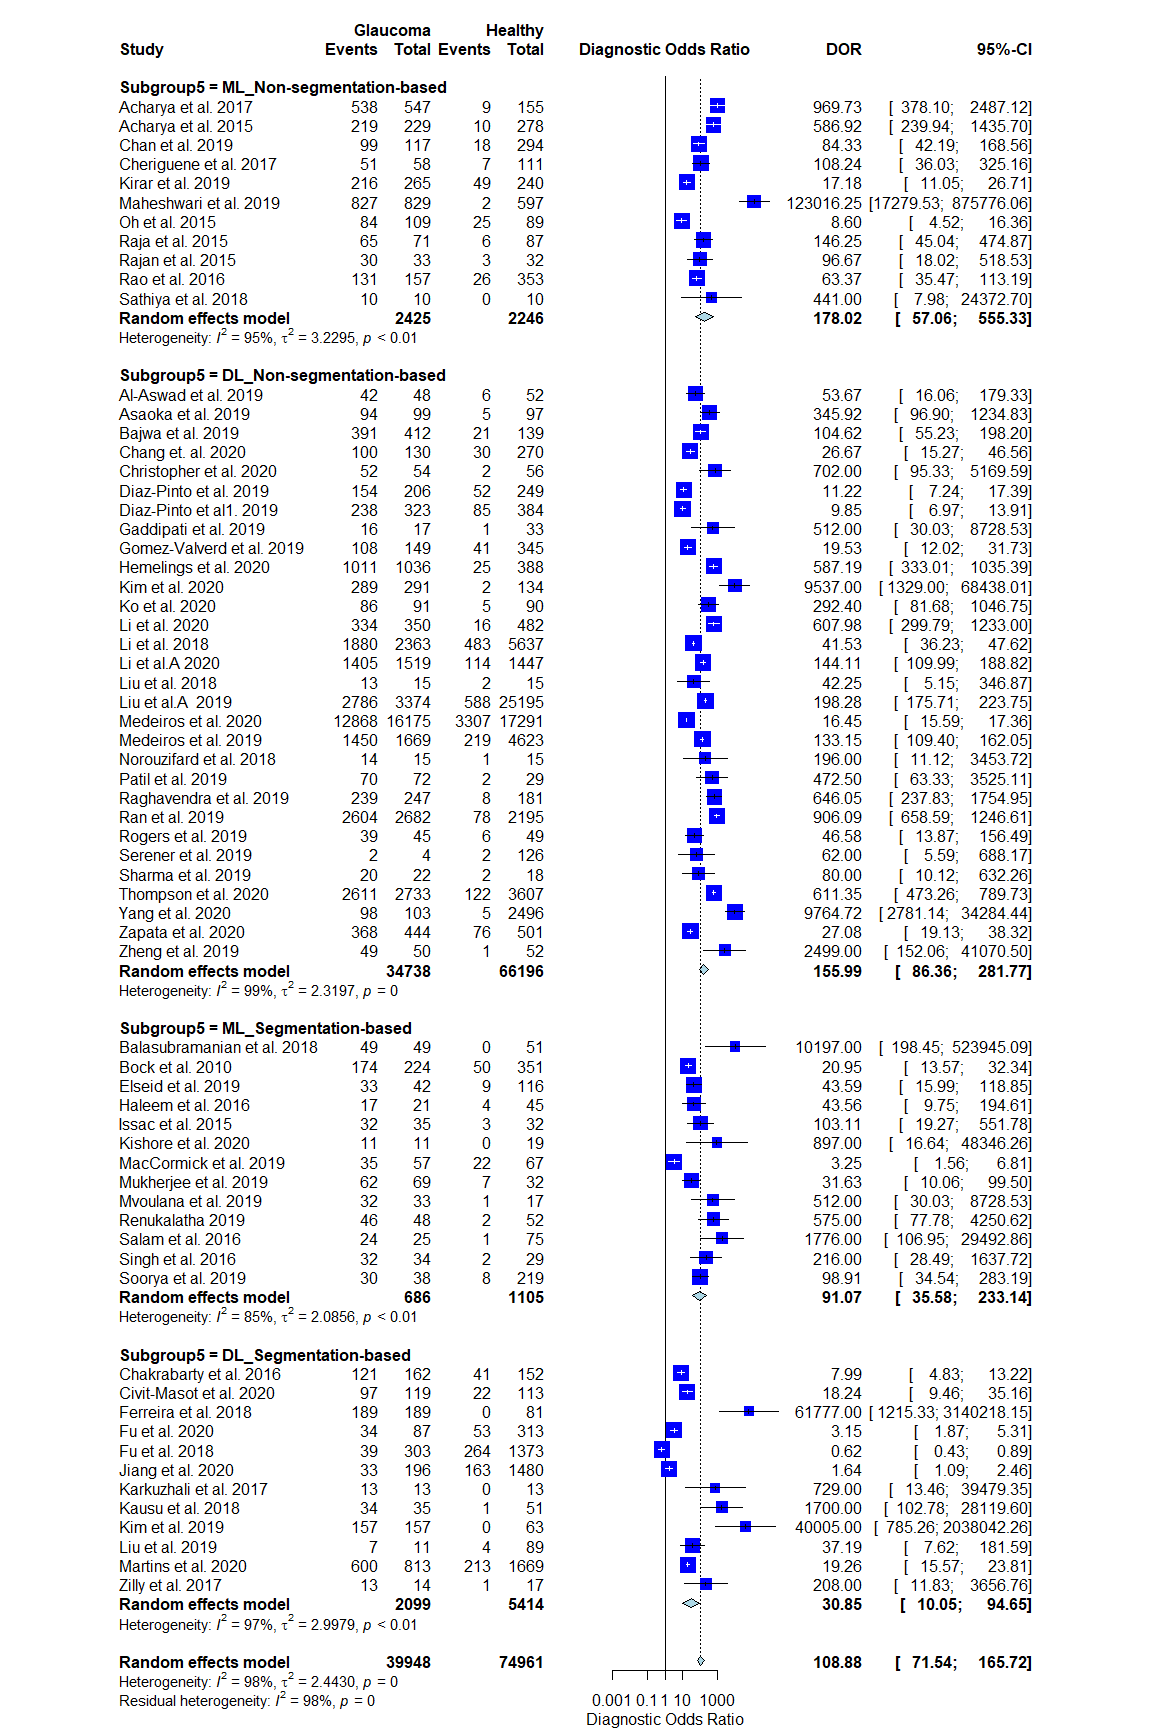 Glaucoma Healthy
Study Events Total Events Total Diagnostic Odds Ratio DOR 95%-CI
Subgroup5 = ML_Non-segmentation-based
Acharya et al. 2017 538 547 9 155 969.73 [ 378.10; 2487.12]
Acharya et al. 2015 219 229 10 278 586.92 [ 239.94; 1435.70]
Chan et al. 2019 99 117 18 294 84.33 [ 42.19; 168.56]
Cheriguene et al. 2017 51 58 7 111 108.24 [ 36.03; 325.16]
Kirar et al. 2019 216 265 49 240 17.18 [ 11.05; 26.71]
Maheshwari et al. 2019 827 829 2 597 123016.25 [17279.53; 875776.06]
Oh et al. 2015 84 109 25 89 8.60 [ 4.52; 16.36]
Raja et al. 2015 65 71 6 87 146.25 [ 45.04; 474.87]
Rajan et al. 2015 30 33 3 32 96.67 [ 18.02; 518.53]
Rao et al. 2016 131 157 26 353 63.37 [ 35.47; 113.19]
Sathiya et al. 2018 10 10 0 10 441.00 [ 7.98; 24372.70]
Random effects model 2425 2246 178.02 [ 57.06; 555.33]
Heterogeneity: I² = 95%, τ² = 3.2295, p < 0.01
Subgroup5 = DL_Non-segmentation-based
Al-Aswad et al. 2019 42 48 6 52 53.67 [ 16.06; 179.33]
Asaoka et al. 2019 94 99 5 97 345.92 [ 96.90; 1234.83]
Bajwa et al. 2019 391 412 21 139 104.62 [ 55.23; 198.20]
Chang et al. 2020 100 130 30 270 26.67 [ 15.27; 46.56]
Christopher et al. 2020 52 54 2 56 702.00 [ 95.33; 5169.59]
Diaz-Pinto et al. 2019 154 206 52 249 11.22 [ 7.24; 17.39]
Diaz-Pinto et al1. 2019 238 323 85 384 9.85 [ 6.97; 13.91]
Gaddipati et al. 2019 16 17 1 33 512.00 [ 30.03; 8728.53]
Gomez-Valverd et al. 2019 108 149 41 345 19.53 [ 12.02; 31.73]
Hemelings et al. 2020 1011 1036 25 388 587.19 [ 333.01; 1035.39]
Kim et al. 2020 289 291 2 134 9537.00 [ 1329.00; 68438.01]
Ko et al. 2020 86 91 5 90 292.40 [ 81.68; 1046.75]
Li et al. 2020 334 350 16 482 607.98 [ 299.79; 1233.00]
Li et al. 2018 1880 2363 483 5637 41.53 [ 36.23; 47.62]
Li et al.A 2020 1405 1519 114 1447 144.11 [ 109.99; 188.82]
Liu et al. 2018 13 15 2 15 42.25 [ 5.15; 346.87]
Liu et al.A 2019 2786 3374 588 25195 198.28 [ 175.71; 223.75]
Medeiros et al. 2020 12868 16175 3307 17291 16.45 [ 15.59; 17.36]
Medeiros et al. 2019 1450 1669 219 4623 133.15 [ 109.40; 162.05]
Norouzifard et al. 2018 14 15 1 15 196.00 [ 11.12; 3453.72]
Patil et al. 2019 70 72 2 29 472.50 [ 63.33; 3525.11]
Raghavendra et al. 2019 239 247 8 181 646.05 [ 237.83; 1754.95]
Ran et al. 2019 2604 2682 78 2195 906.09 [ 658.59; 1246.61]
Rogers et al. 2019 39 45 6 49 46.58 [ 13.87; 156.49]
Serener et al. 2019 2 4 2 126 62.00 [ 5.59; 688.17]
Sharma et al. 2019 20 22 2 18 80.00 [ 10.12; 632.26]
Thompson et al. 2020 2611 2733 122 3607 611.35 [ 473.26; 789.73]
Yang et al. 2020 98 103 5 2496 9764.72 [ 2781.14; 34284.44]
Zapata et al. 2020 368 444 76 501 27.08 [ 19.13; 38.32]
Zheng et al. 2019 49 50 1 52 2499.00 [ 152.06; 41070.50]
Random effects model 34738 66196 155.99 [ 86.36; 281.77]
Heterogeneity: I² = 99%, τ² = 2.3197, p = 0
Subgroup5 = ML_Segmentation-based
Balasubramanian et al. 2018 49 49 0 51 10197.00 [ 198.45; 523945.09]
Bock et al. 2010 174 224 50 351 20.95 [ 13.57; 32.34]
Elseid et al. 2019 33 42 9 116 43.59 [ 15.99; 118.85]
Haleem et al. 2016 17 21 4 45 43.56 [ 9.75; 194.61]
Issac et al. 2015 32 35 3 32 103.11 [ 19.27; 551.78]
Kishore et al. 2020 11 11 0 19 897.00 [ 16.64; 48346.26]
MacCormick et al. 2019 35 57 22 67 3.25 [ 1.56; 6.81]
Mukherjee et al. 2019 62 69 7 32 31.63 [ 10.06; 99.50]
Mvoulana et al. 2019 32 33 1 17 512.00 [ 30.03; 8728.53]
Renukalatha 2019 46 48 2 52 575.00 [ 77.78; 4250.62]
Salam et al. 2016 24 25 1 75 1776.00 [ 106.95; 29492.86]
Singh et al. 2016 32 34 2 29 216.00 [ 28.49; 1637.72]
Soorya et al. 2019 30 38 8 219 98.91 [ 34.54; 283.19]
Random effects model 686 1105 91.07 [ 35.58; 233.14]
Heterogeneity: I² = 85%, τ² = 2.0856, p < 0.01
Subgroup5 = DL_Segmentation-based
Chakrabarty et al. 2016 121 162 41 152 7.99 [ 4.83; 13.22]
Civit-Masot et al. 2020 97 119 22 113 18.24 [ 9.46; 35.16]
Ferreira et al. 2018 189 189 0 81 61777.00 [ 1215.33; 3140218.15]
Fu et al. 2020 34 87 53 313 3.15 [ 1.87; 5.31]
Fu et al. 2018 39 303 264 1373 0.62 [ 0.43; 0.89]
Jiang et al. 2020 33 196 163 1480 1.64 [ 1.09; 2.46]
Karkuzhali et al. 2017 13 13 0 13 729.00 [ 13.46; 39479.35]
Kausu et al. 2018 34 35 1 51 1700.00 [ 102.78; 28119.60]
Kim et al. 2019 157 157 0 63 40005.00 [ 785.26; 2038042.26]
Liu et al. 2019 7 11 4 89 37.19 [ 7.62; 181.59]
Martins et al. 2020 600 813 213 1669 19.26 [ 15.57; 23.81]
Zilly et al. 2017 13 14 1 17 208.00 [ 11.83; 3656.76]
Random effects model 2099 5414 30.85 [ 10.05; 94.65]
Heterogeneity: I² = 97%, τ² = 2.9979, p < 0.01
Random effects model 39948 74961 108.88 [ 71.54; 165.72]
Heterogeneity: I² = 98%, τ² = 2.4430, p = 0
Residual heterogeneity: I² = 98%, p = 0
0.001 0.1 1 10 1000
Diagnostic Odds Ratio